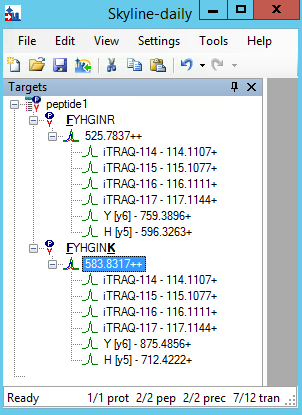 Skyline-daily
File Edit View Settings Tools Help
Targets
peptide1
FYHGINR
525.7837++
iTRAQ-114 - 114.1107+
iTRAQ-115 - 115.1077+
iTRAQ-116 - 116.1111+
iTRAQ-117 - 117.1144+
Y [y6] - 759.3896+
H [y5] - 596.3263+
FYHGINK
583.8317++
iTRAQ-114 - 114.1107+
iTRAQ-115 - 115.1077+
iTRAQ-116 - 116.1111+
iTRAQ-117 - 117.1144+
Y [y6] - 875.4856+
H [y5] - 712.4222+
Ready 1/1 prot 2/2 pep 2/2 prec 7/12 tran